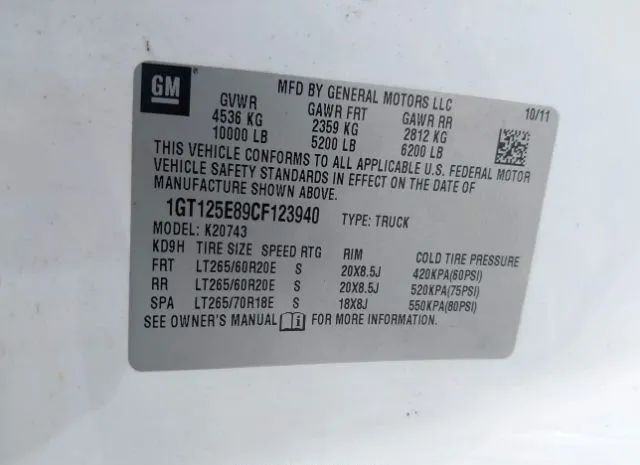 GM
MFD BY GENERAL MOTORS LLC
10/11
GVWR GAWR FRT GAWR RR
4536 KG 2359 KG 2812 KG
10000 LB 5200 LB 6200 LB
THIS VEHICLE CONFORMS TO ALL APPLICABLE U.S. FEDERAL MOTOR
VEHICLE SAFETY STANDARDS IN EFFECT ON THE DATE OF
MANUFACTURE SHOWN ABOVE.
1GT125E89CF123940 TYPE: TRUCK
MODEL: K20743
KD9H TIRE SIZE SPEED RTG RIM COLD TIRE PRESSURE
FRT LT265/60R20E S 20X8.5J 420KPA(60PSI)
RR LT265/60R20E S 20X8.5J 520KPA(75PSI)
SPA LT265/70R18E S 18X8J 550KPA(80PSI)
SEE OWNER'S MANUAL FOR MORE INFORMATION.